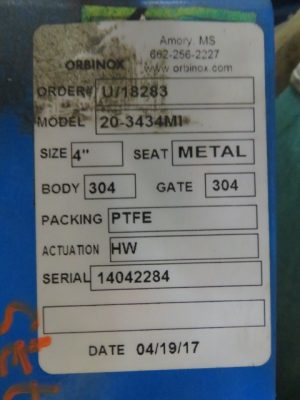 Amory, MS
662-256-2227
ORBINOX www.orbinox.com
ORDER# U/18283
MODEL 20-3434MI
SIZE 4" SEAT METAL
BODY 304 GATE 304
PACKING PTFE
ACTUATION HW
SERIAL 14042284
DATE 04/19/17